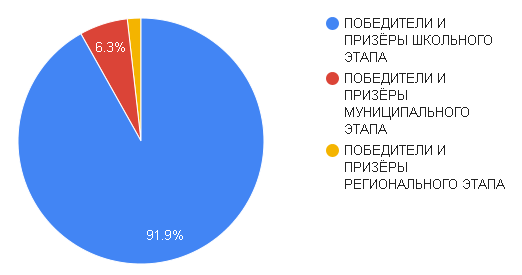 ПОБЕДИТЕЛИ И
ПРИЗЁРЫ ШКОЛЬНОГО
ЭТАПА
ПОБЕДИТЕЛИ И
ПРИЗЁРЫ
МУНИЦИПАЛЬНОГО
ЭТАПА
ПОБЕДИТЕЛИ И
ПРИЗЁРЫ
РЕГИОНАЛЬНОГО ЭТАПА
6.3%
91.9%